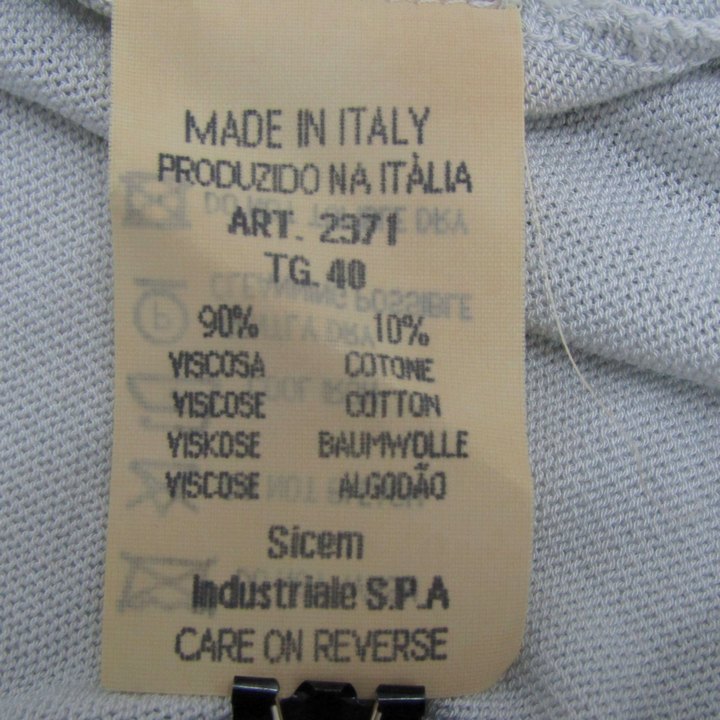 MADE IN ITALY
PRODUZIDO NA ITÀLIA
ART. 2371
TG. 40
90% 10%
VISCOSA COTONE
VISCOSE COTTON
VISKOSE BAUMWOLLE
VISCOSE ALGODÃO
Sicem
Industriale S.P.A
CARE ON REVERSE